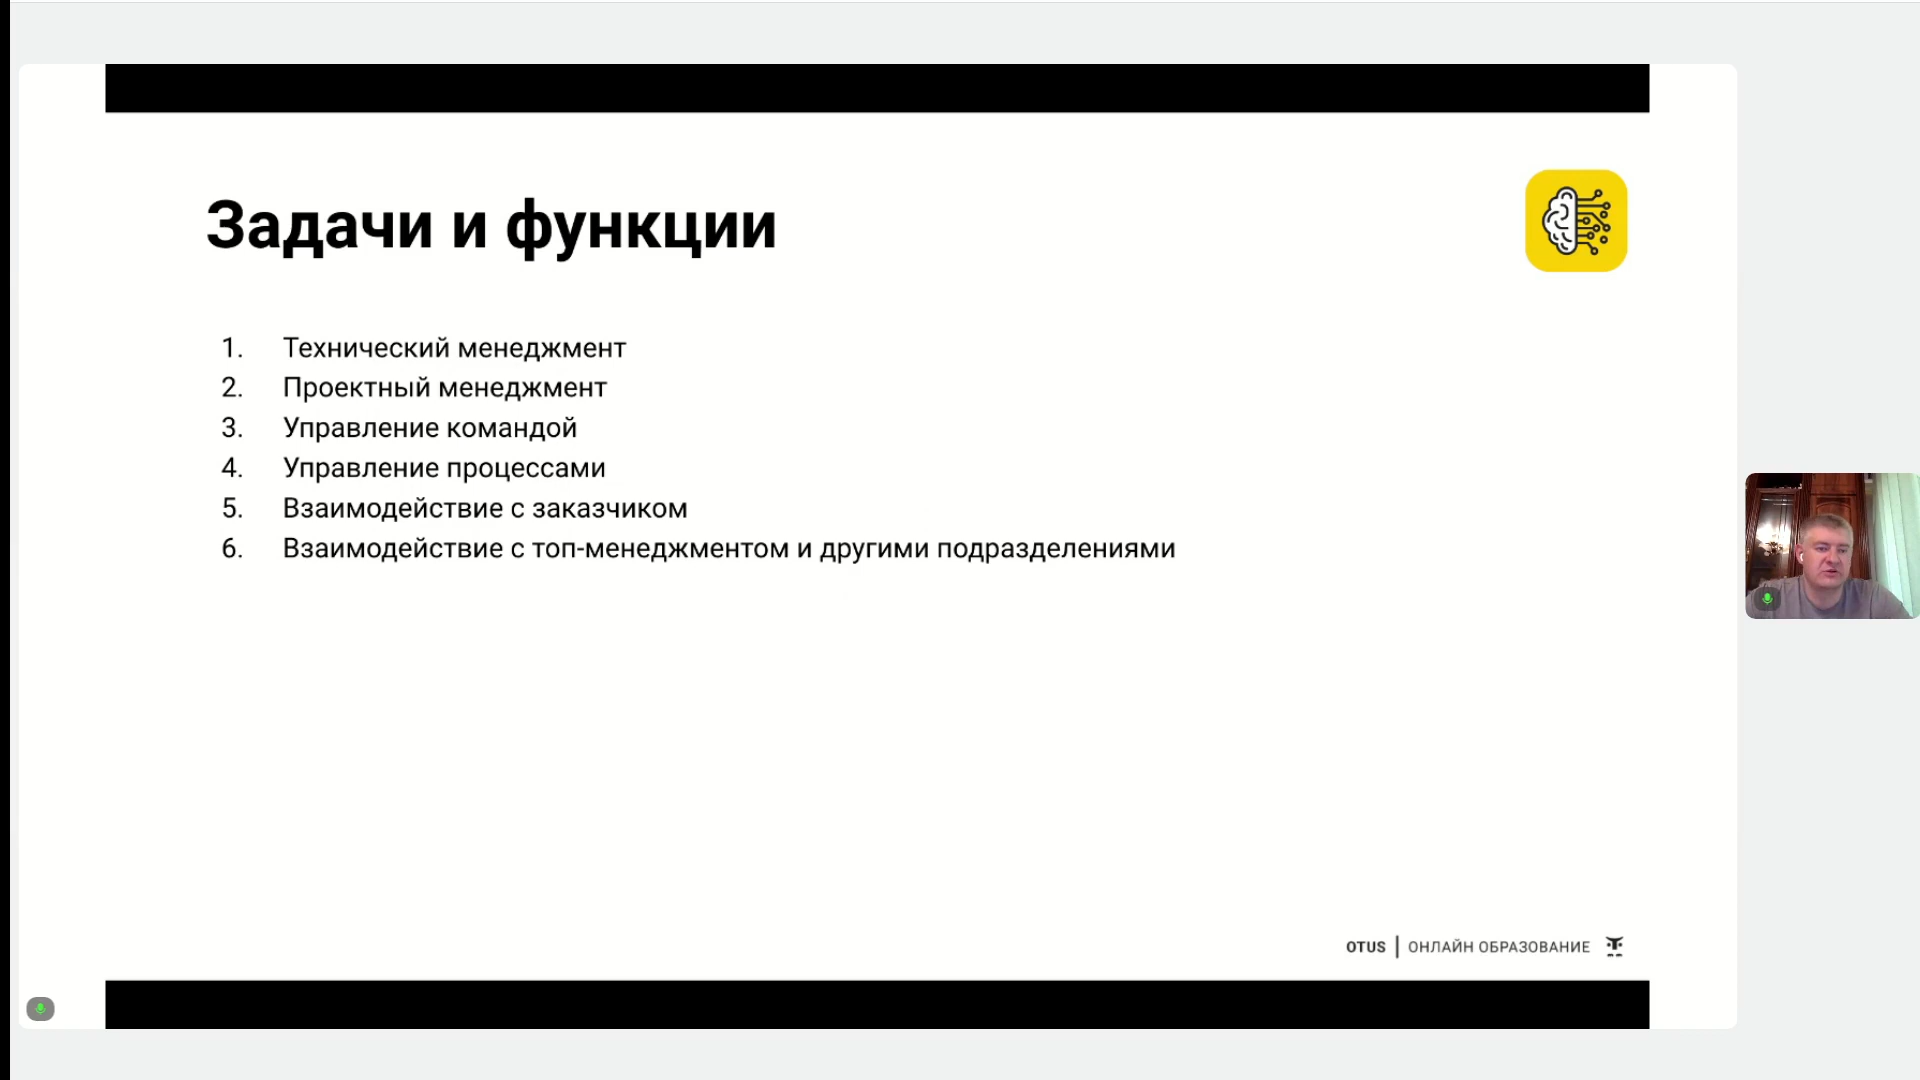 Задачи и функции
1. Технический менеджмент
2. Проектный менеджмент
3. Управление командой
4. Управление процессами
5. Взаимодействие с заказчиком
6. Взаимодействие с топ-менеджментом и другими подразделениями
OTUS | ОНЛАЙН ОБРАЗОВАНИЕ